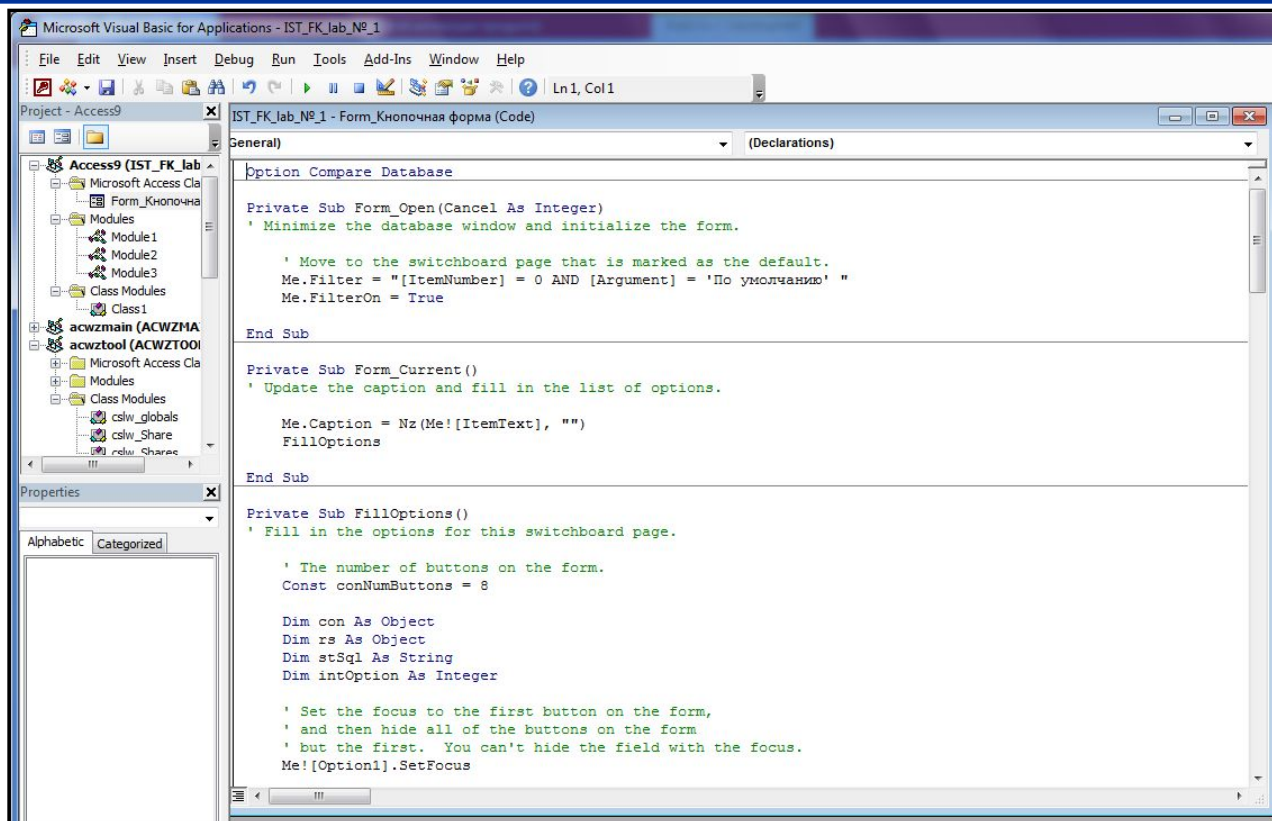 Microsoft Visual Basic for Applications - IST_FK_lab_№_1
File Edit View Insert Debug Run Tools Add-Ins Window Help
Ln 1, Col 1
Project - Access9
Access9 (IST_FK_lab
Microsoft Access Cla
Form_Кнопочна
Modules
Module1
Module2
Module3
Class Modules
Class1
acwzmain (ACWZMA
acwztool (ACWZTOOl
Microsoft Access Cla
Modules
Class Modules
cslw_globals
cslw_Share
cslw_Shares
Properties
Alphabetic Categorized
IST_FK_lab_№_1 - Form_Кнопочная форма (Code)
General) (Declarations)
Option Compare Database
Private Sub Form_Open(Cancel As Integer)
' Minimize the database window and initialize the form.
' Move to the switchboard page that is marked as the default.
Me.Filter = "[ItemNumber] = 0 AND [Argument] = 'По умолчанию' "
Me.FilterOn = True
End Sub
Private Sub Form_Current()
' Update the caption and fill in the list of options.
Me.Caption = Nz(Me![ItemText], "")
FillOptions
End Sub
Private Sub FillOptions()
' Fill in the options for this switchboard page.
' The number of buttons on the form.
Const conNumButtons = 8
Dim con As Object
Dim rs As Object
Dim stSql As String
Dim intOption As Integer
' Set the focus to the first button on the form,
' and then hide all of the buttons on the form
' but the first.  You can't hide the field with the focus.
Me![Option1].SetFocus